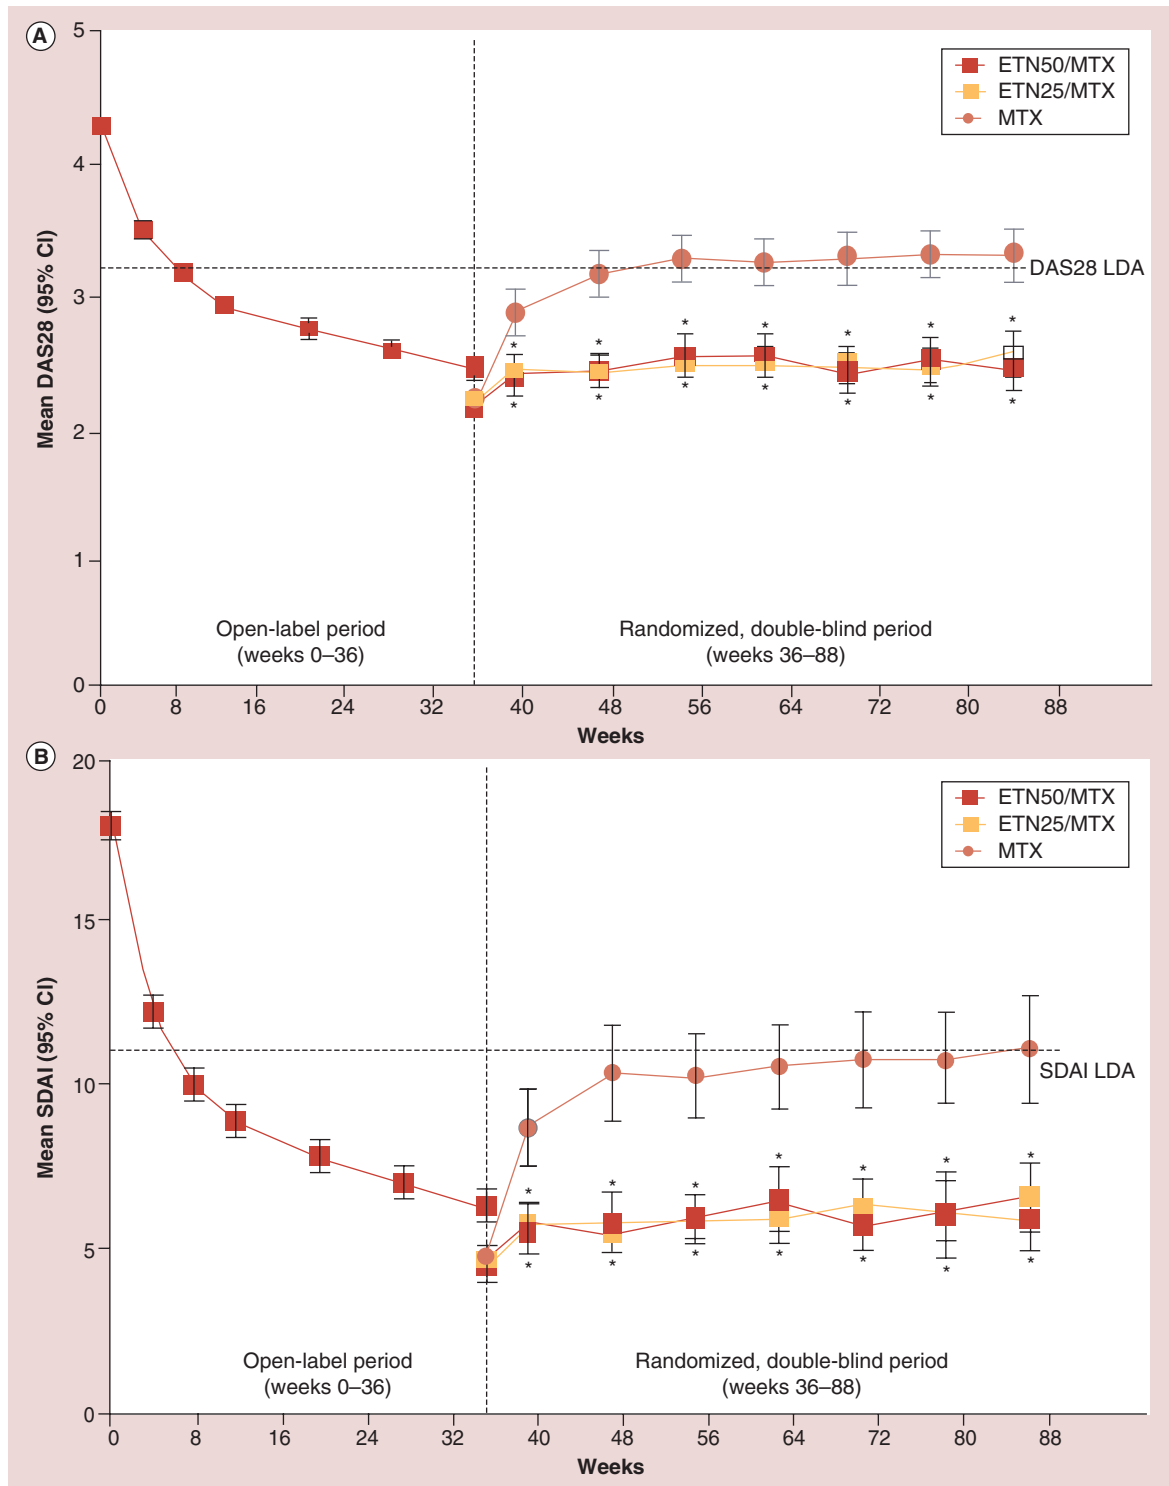 A
5
4
3
2
1
0
Mean DAS28 (95% CI)
ETN50/MTX
ETN25/MTX
MTX
DAS28 LDA
* * * * * * *
* * * * * * *
Open-label period
(weeks 0–36)
Randomized, double-blind period
(weeks 36–88)
0 8 16 24 32 40 48 56 64 72 80 88
Weeks
B
20
15
10
5
0
Mean SDAI (95% CI)
ETN50/MTX
ETN25/MTX
MTX
SDAI LDA
* * * * * * *
* * * * * * *
Open-label period
(weeks 0–36)
Randomized, double-blind period
(weeks 36–88)
0 8 16 24 32 40 48 56 64 72 80 88
Weeks